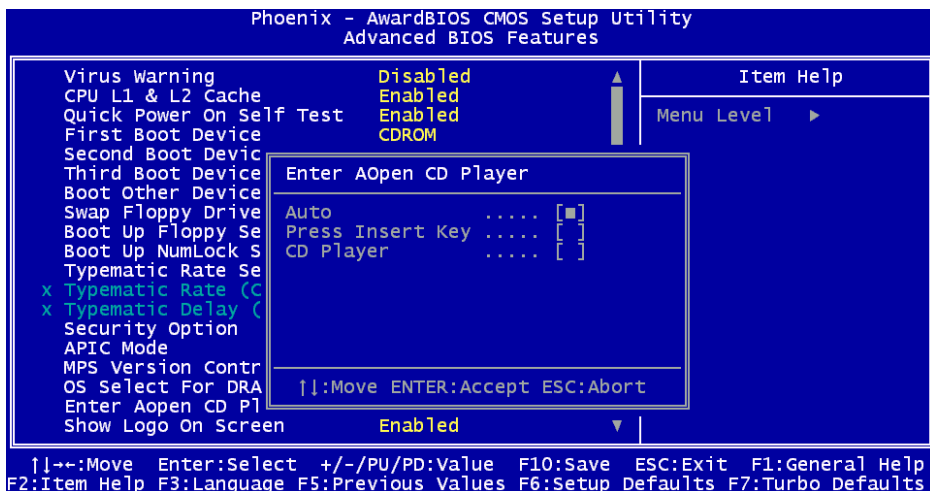 Phoenix - AwardBIOS CMOS Setup Utility
Advanced BIOS Features
Virus Warning Disabled
CPU L1 & L2 Cache Enabled
Quick Power On Self Test Enabled
First Boot Device CDROM
Second Boot Devic
Third Boot Device
Boot Other Device
Swap Floppy Drive
Boot Up Floppy Se
Boot Up NumLock S
Typematic Rate Se
x Typematic Rate (C
x Typematic Delay (
Security Option
APIC Mode
MPS Version Contr
OS Select For DRA
Enter Aopen CD Pl
Show Logo On Screen Enabled
Item Help
Menu Level ▶
Enter AOpen CD Player
Auto ..... [■]
Press Insert Key ..... [ ]
CD Player ..... [ ]
↑↓:Move ENTER:Accept ESC:Abort
↑↓→←:Move Enter:Select +/-/PU/PD:Value F10:Save ESC:Exit F1:General Help
F2:Item Help F3:Language F5:Previous Values F6:Setup Defaults F7:Turbo Defaults